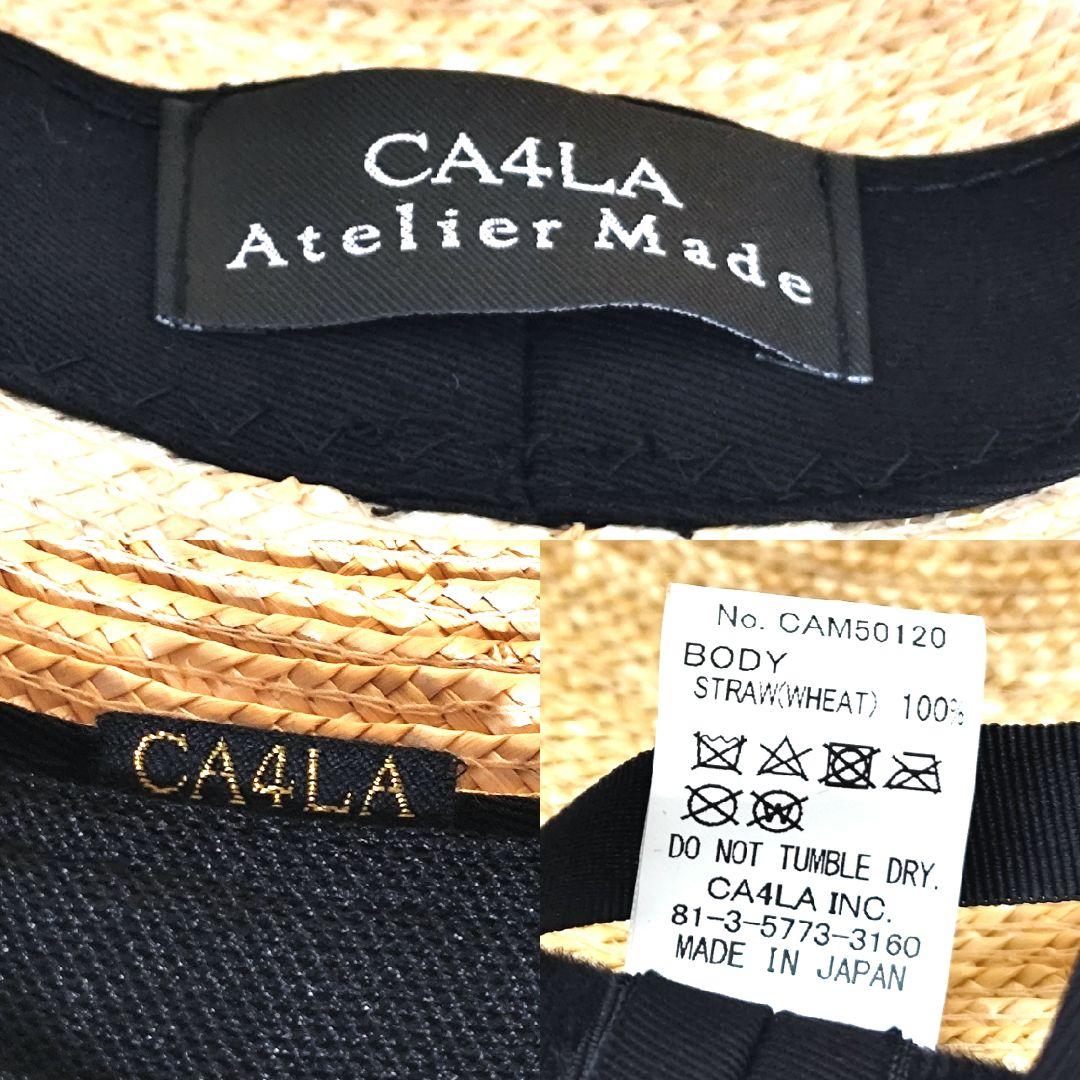 CA4LA
Atelier Made
CA4LA
No. CAM50120
BODY
STRAW(WHEAT) 100%
W
DO NOT TUMBLE DRY.
CA4LA INC.
81-3-5773-3160
MADE IN JAPAN